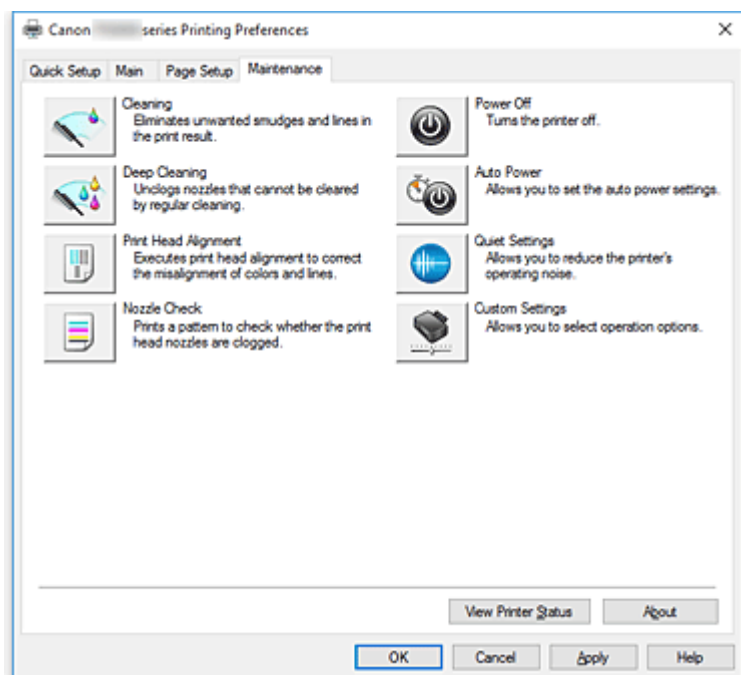 Canon series Printing Preferences
Quick Setup Main Page Setup Maintenance
Cleaning
Eliminates unwanted smudges and lines in
the print result.
Deep Cleaning
Unclogs nozzles that cannot be cleared
by regular cleaning.
Print Head Alignment
Executes print head alignment to correct
the misalignment of colors and lines.
Nozzle Check
Prints a pattern to check whether the print
head nozzles are clogged.
Power Off
Turns the printer off.
Auto Power
Allows you to set the auto power settings.
Quiet Settings
Allows you to reduce the printer's
operating noise.
Custom Settings
Allows you to select operation options.
View Printer Status About
OK Cancel Apply Help